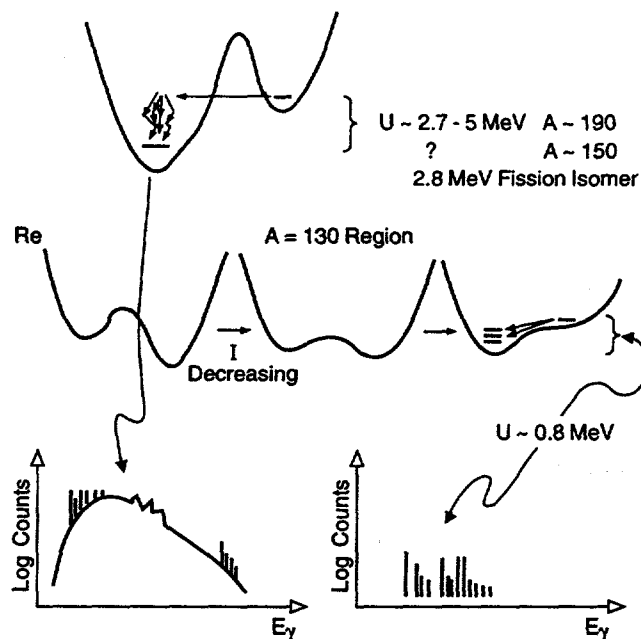 U ~ 2.7 - 5 MeV A ~ 190
? A ~ 150
2.8 MeV Fission Isomer
Re
A = 130 Region
I
Decreasing
U ~ 0.8 MeV
Log Counts
Eγ
Log Counts
Eγ